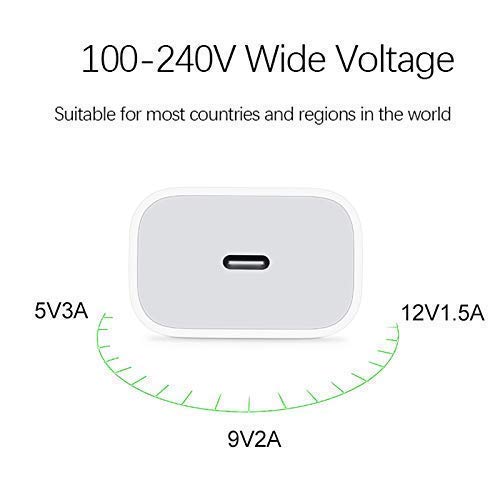 100-240V Wide Voltage
Suitable for most countries and regions in the world
5V3A
12V1.5A
9V2A